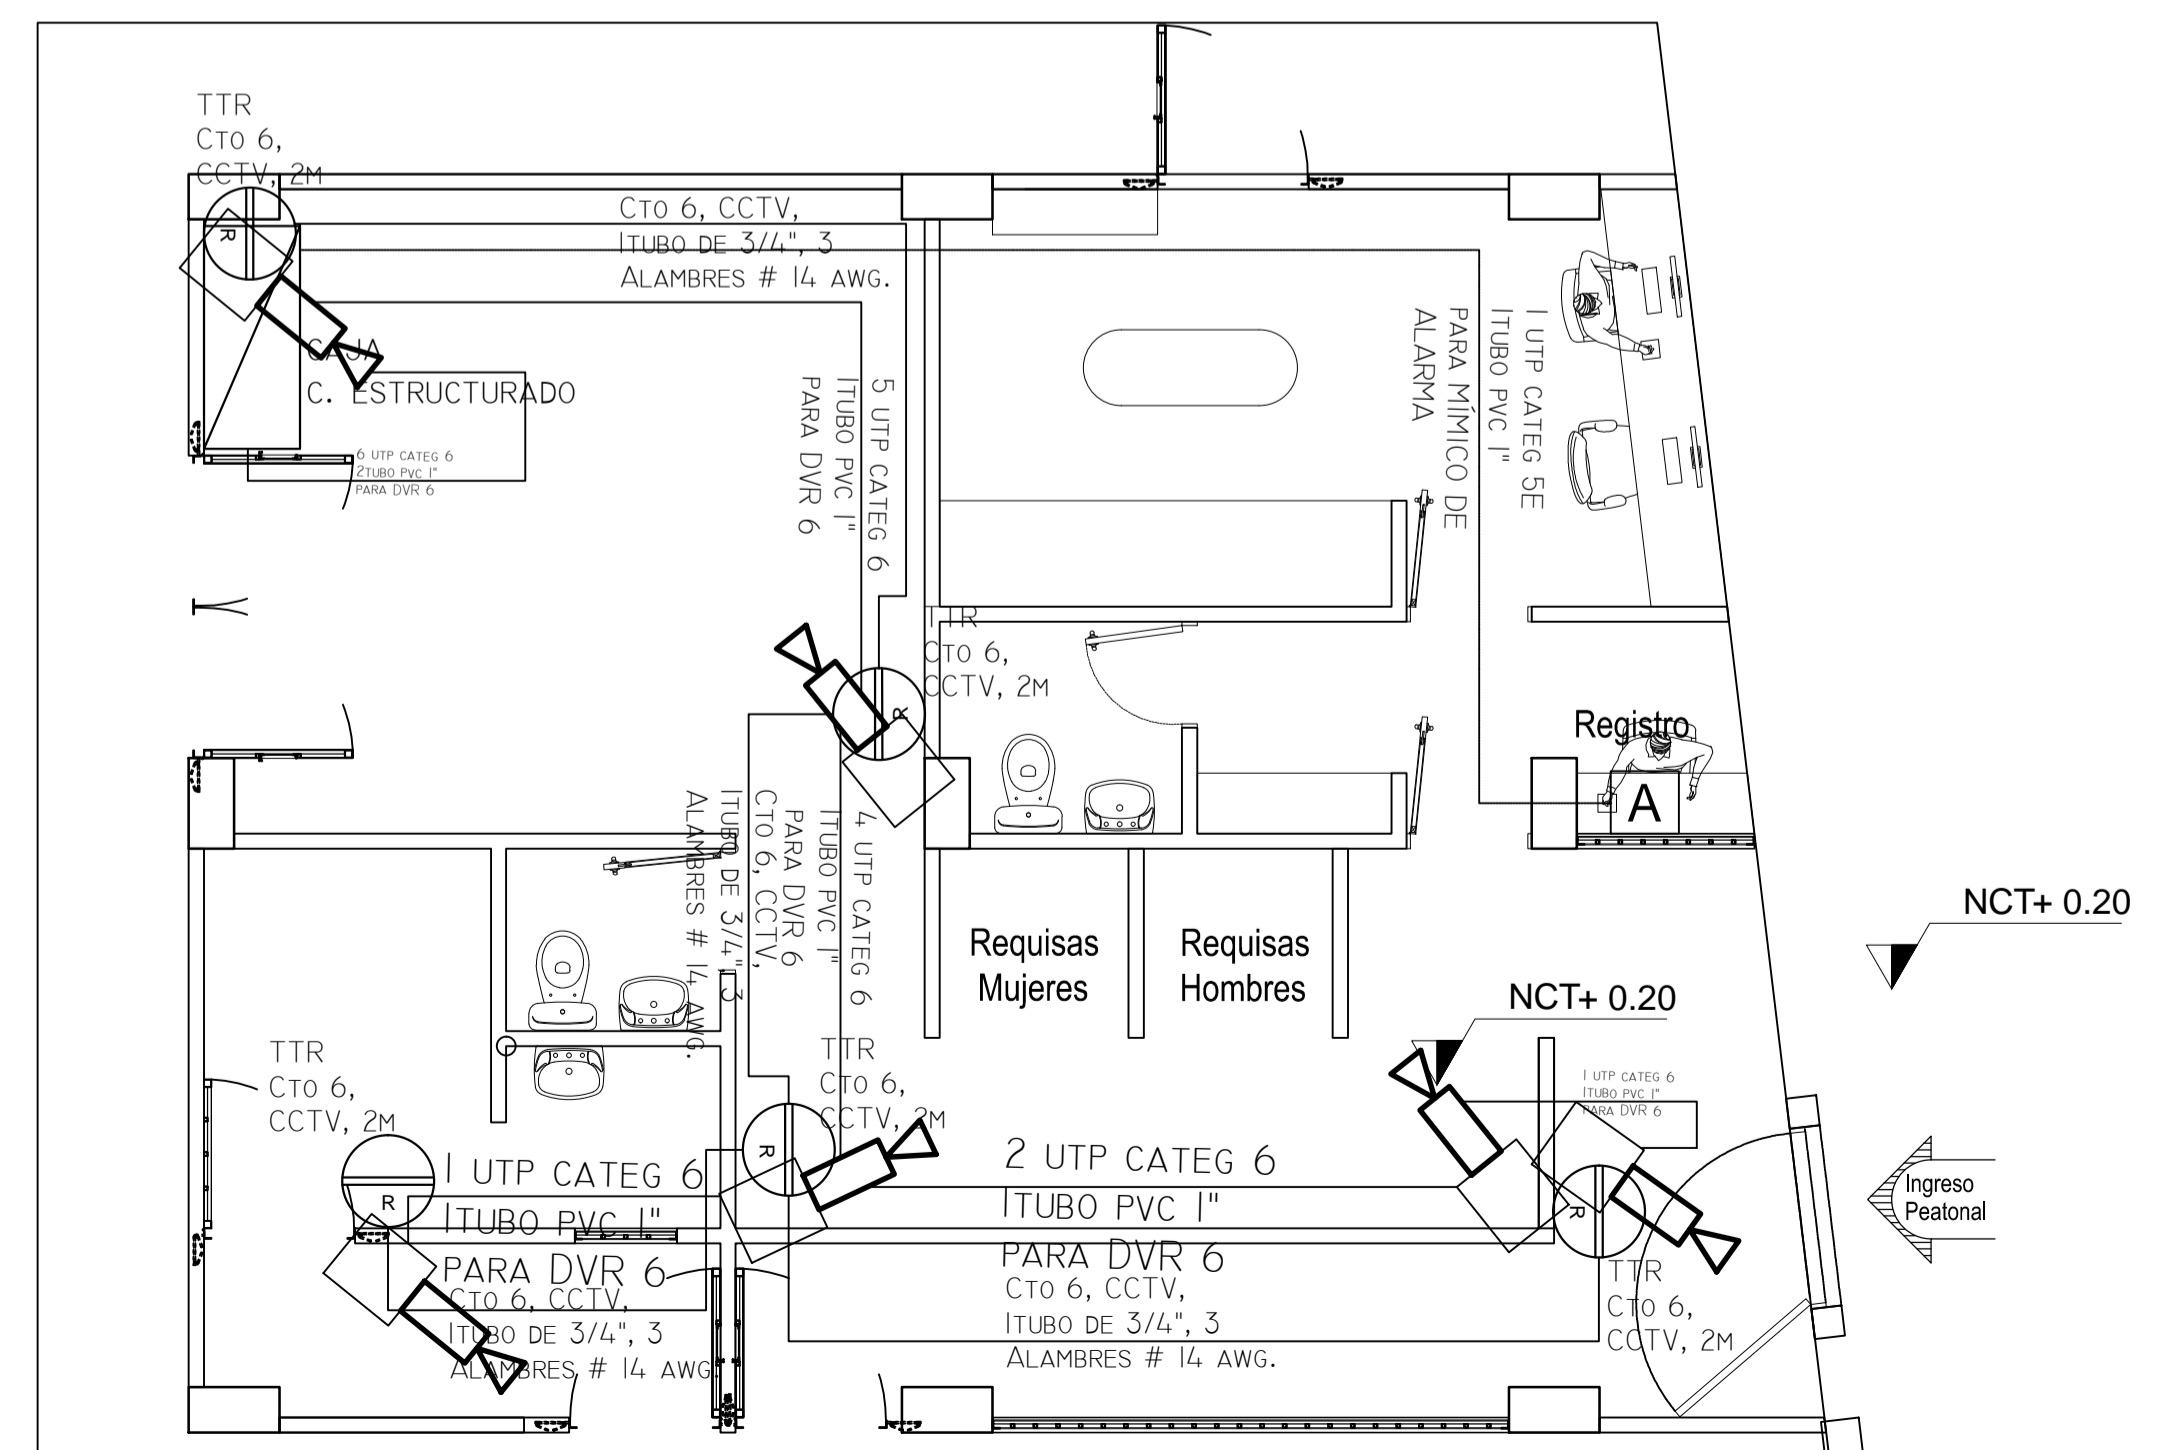 TTR
CTO 6,
CCTV, 2M
R
CTO 6, CCTV,
1TUBO DE 3/4", 3
ALAMBRES # 14 AWG.
CAJA
C. ESTRUCTURADO
6 UTP CATEG 6
2TUBO PVC 1"
PARA DVR 6
5 UTP CATEG 6
1TUBO PVC 1"
PARA DVR 6
1 UTP CATEG 5E
1TUBO PVC 1"
PARA MÍMICO DE
ALARMA
TTR
CTO 6,
CCTV, 2M
R
Registro
A
4 UTP CATEG 6
1TUBO PVC 1"
PARA DVR 6
CTO 6, CCTV,
1TUBO DE 3/4", 3
ALAMBRES # 14 AWG.
Requisas
Mujeres
Requisas
Hombres
NCT+ 0.20
NCT+ 0.20
TTR
CTO 6,
CCTV, 2M
R
TTR
CTO 6,
CCTV, 2M
R
1 UTP CATEG 6
1TUBO PVC 1"
PARA DVR 6
1 UTP CATEG 6
1TUBO PVC 1"
PARA DVR 6
CTO 6, CCTV,
1TUBO DE 3/4", 3
ALAMBRES # 14 AWG.
2 UTP CATEG 6
1TUBO PVC 1"
PARA DVR 6
CTO 6, CCTV,
1TUBO DE 3/4", 3
ALAMBRES # 14 AWG.
R
TTR
CTO 6,
CCTV, 2M
Ingreso
Peatonal